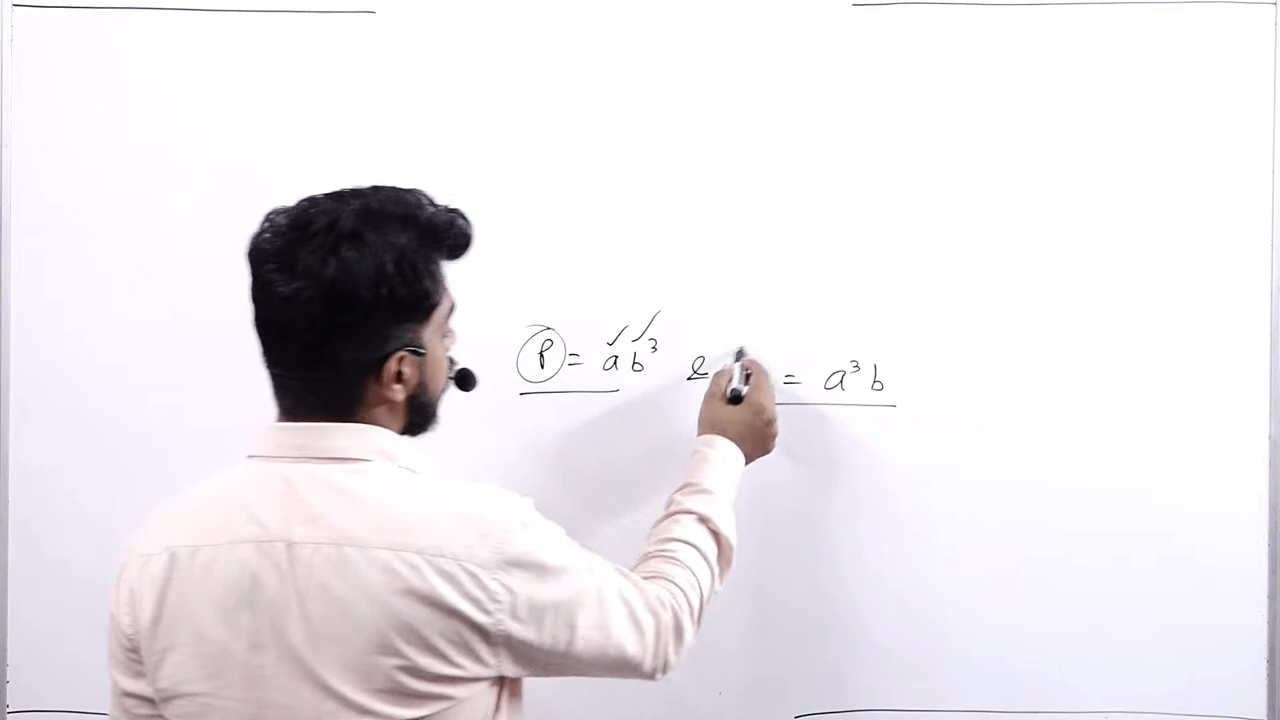 P = ab³ & = a³b